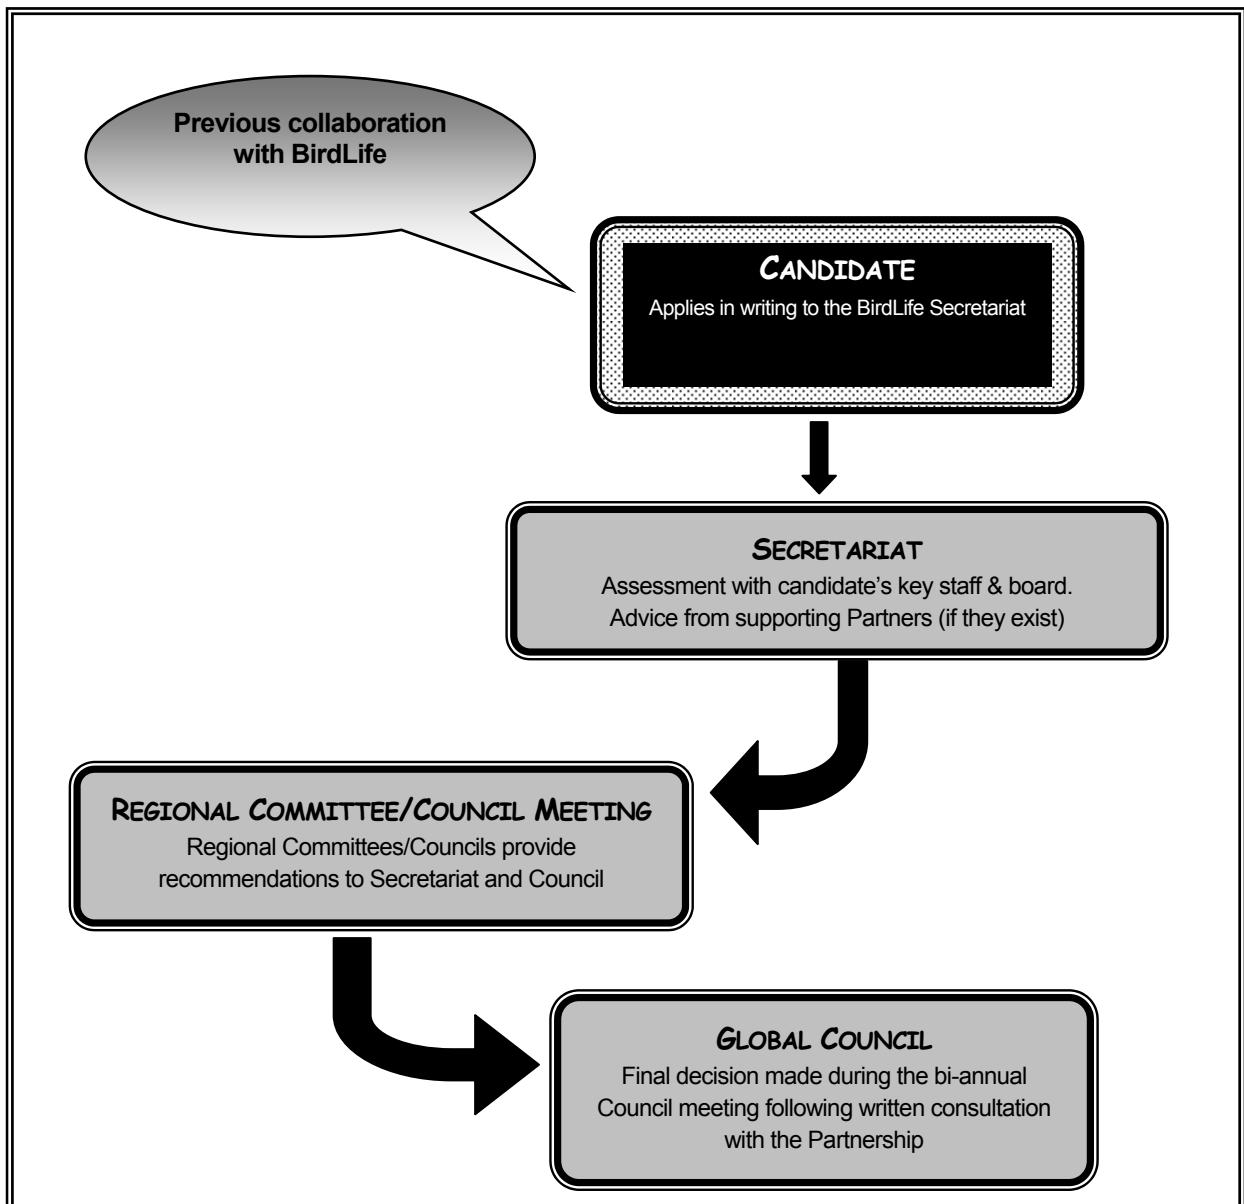 Previous collaboration
with BirdLife
CANDIDATE
Applies in writing to the BirdLife Secretariat
SECRETARIAT
Assessment with candidate’s key staff & board.
Advice from supporting Partners (if they exist)
REGIONAL COMMITTEE/COUNCIL MEETING
Regional Committees/Councils provide
recommendations to Secretariat and Council
GLOBAL COUNCIL
Final decision made during the bi-annual
Council meeting following written consultation
with the Partnership